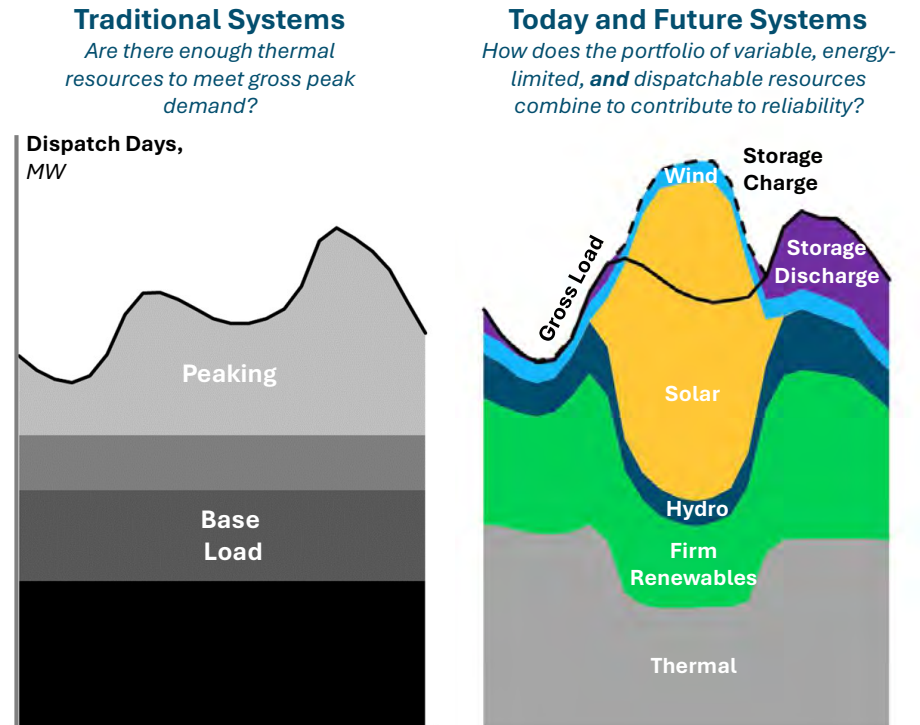 Traditional Systems
Are there enough thermal
resources to meet gross peak
demand?
Dispatch Days,
MW
Peaking
Base
Load
Today and Future Systems
How does the portfolio of variable, energy-
limited, and dispatchable resources
combine to contribute to reliability?
Gross Load
Wind
Storage
Charge
Storage
Discharge
Solar
Hydro
Firm
Renewables
Thermal